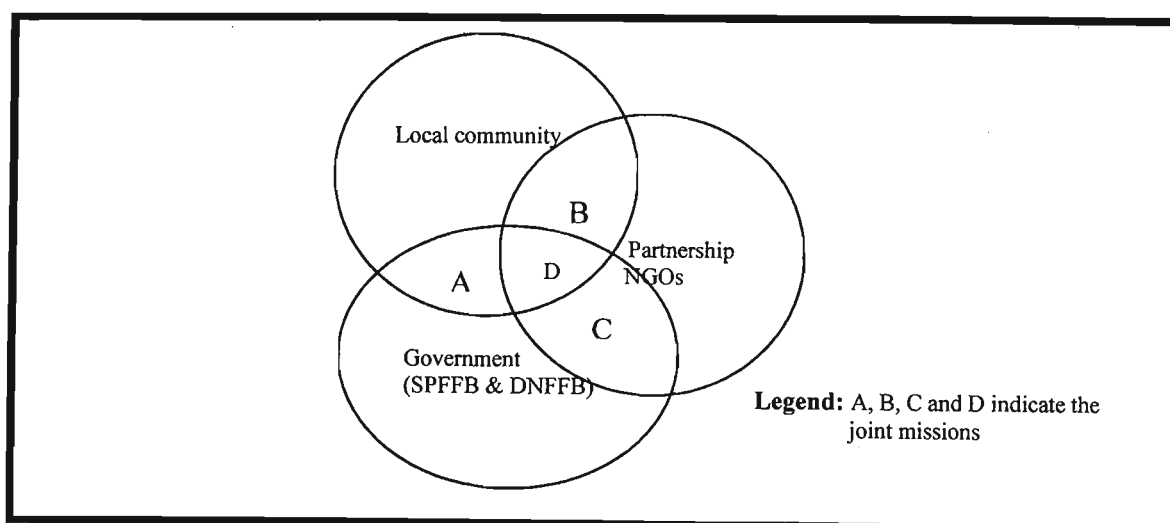 Local community
B
Partnership
NGOs
A
D
C
Government
(SPFFB & DNFFB)
Legend: A, B, C and D indicate the
joint missions